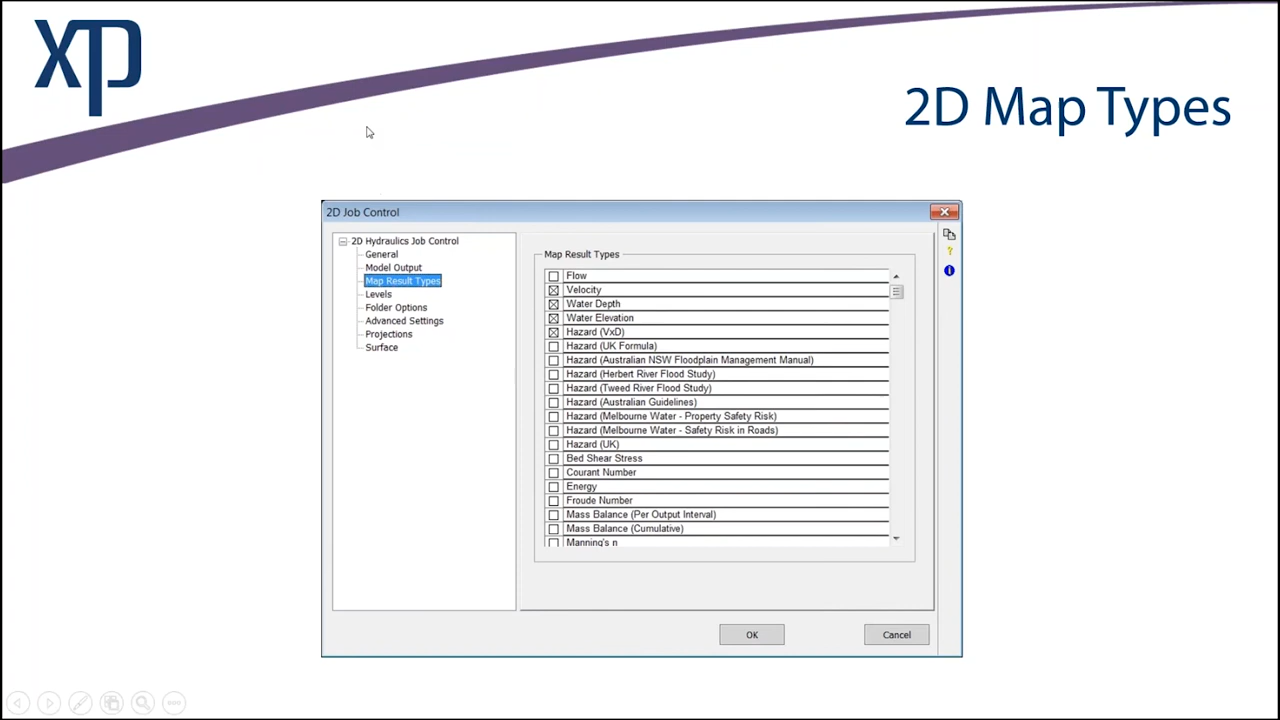 XP
2D Map Types
2D Job Control
2D Hydraulics Job Control
General
Model Output
Map Result Types
Levels
Folder Options
Advanced Settings
Projections
Surface
Map Result Types
Flow
Velocity
Water Depth
Water Elevation
Hazard (VxD)
Hazard (UK Formula)
Hazard (Australian NSW Floodplain Management Manual)
Hazard (Herbert River Flood Study)
Hazard (Tweed River Flood Study)
Hazard (Australian Guidelines)
Hazard (Melbourne Water - Property Safety Risk)
Hazard (Melbourne Water - Safety Risk in Roads)
Hazard (UK)
Bed Shear Stress
Courant Number
Energy
Froude Number
Mass Balance (Per Output Interval)
Mass Balance (Cumulative)
Manning's n
OK
Cancel